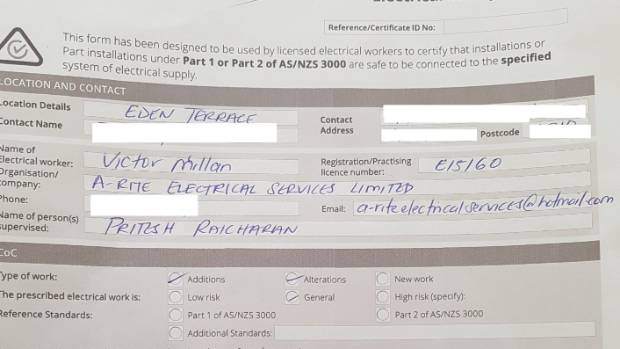 Reference/Certificate ID No:
This form has been designed to be used by licensed electrical workers to certify that installations or
Part installations under Part 1 or Part 2 of AS/NZS 3000 are safe to be connected to the specified
system of electrical supply.
LOCATION AND CONTACT
Location Details EDEN TERRACE
Contact Name
Contact Address
Postcode
Name of Electrical worker: Victor Millan
Registration/Practising licence number: E15160
Organisation/company: A-RITE ELECTRICAL SERVICES LIMITED
Phone:
Email: a-riteelectricalservices@hotmail.com
Name of person(s) supervised: PRITESH RAICHARAN
CoC
Type of work: Additions Alterations New work
The prescribed electrical work is: Low risk General High risk (specify):
Reference Standards: Part 1 of AS/NZS 3000 Part 2 of AS/NZS 3000
Additional Standards: